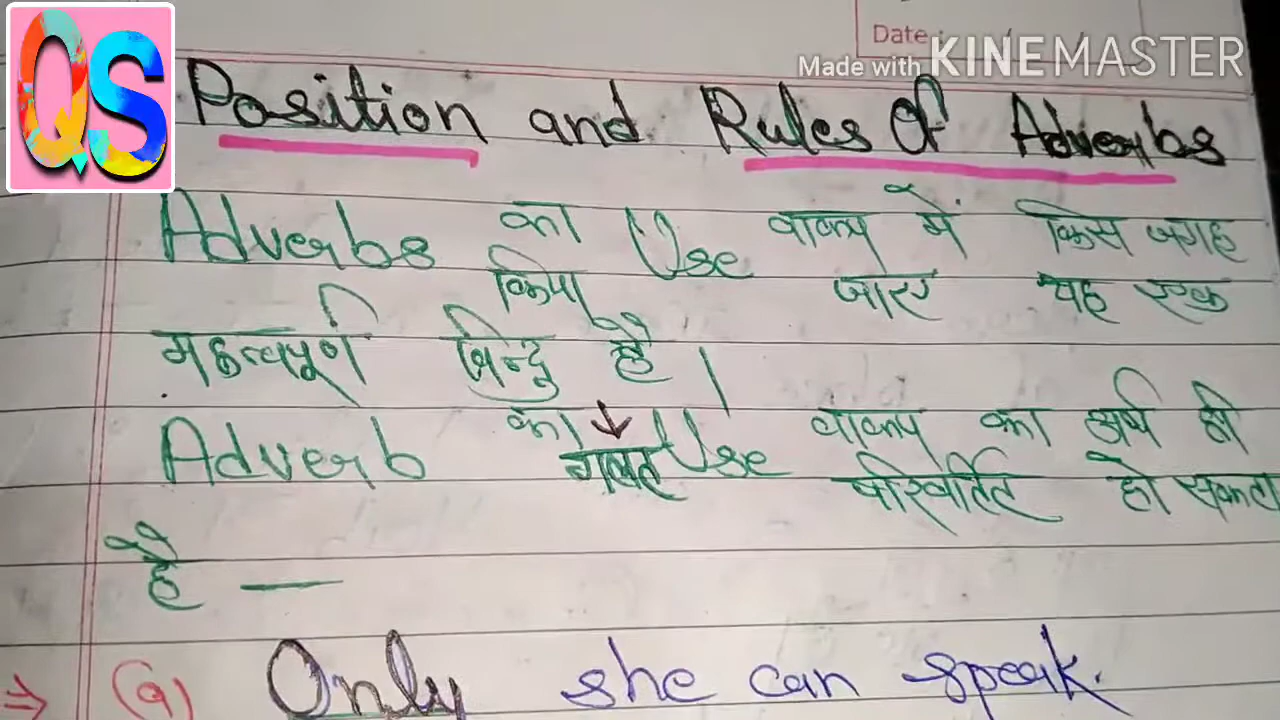 QS
Date
Made with KINEMASTER
Position and Rules Of Adverbs
Adverbs का Use वाक्य में किस जगह
किया जाए यह एक
महत्वपूर्ण बिन्दु है।
Adverb का गलत Use वाक्य का अर्थ ही
परिवर्तित हो सकता
है —
⇒ (a) Only she can speak.